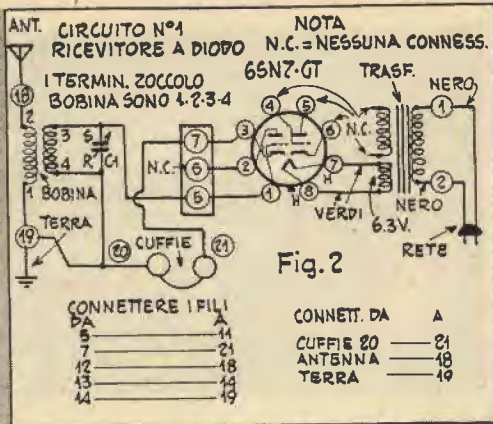 ANT.
CIRCUITO Nº1
RICEVITORE A DIODO
NOTA
N.C. = NESSUNA CONNESS.
I TERMIN. ZOCCOLO
BOBINA SONO 1-2-3-4
6SN7-GT
TRASF.
NERO
18
2
3
S
4
R
C1
1
BOBINA
19
TERRA
20
CUFFIE
21
7
N.C.
6
5
4
5
3
6
2
7
1
8
H
H
N.C.
VERDI
6.3V.
NERO
1
2
RETE
Fig. 2
CONNETTERE I FILI
DA A
5 11
7 21
12 18
13 14
14 19
CONNETT. DA A
CUFFIE 20 21
ANTENNA 18
TERRA 19